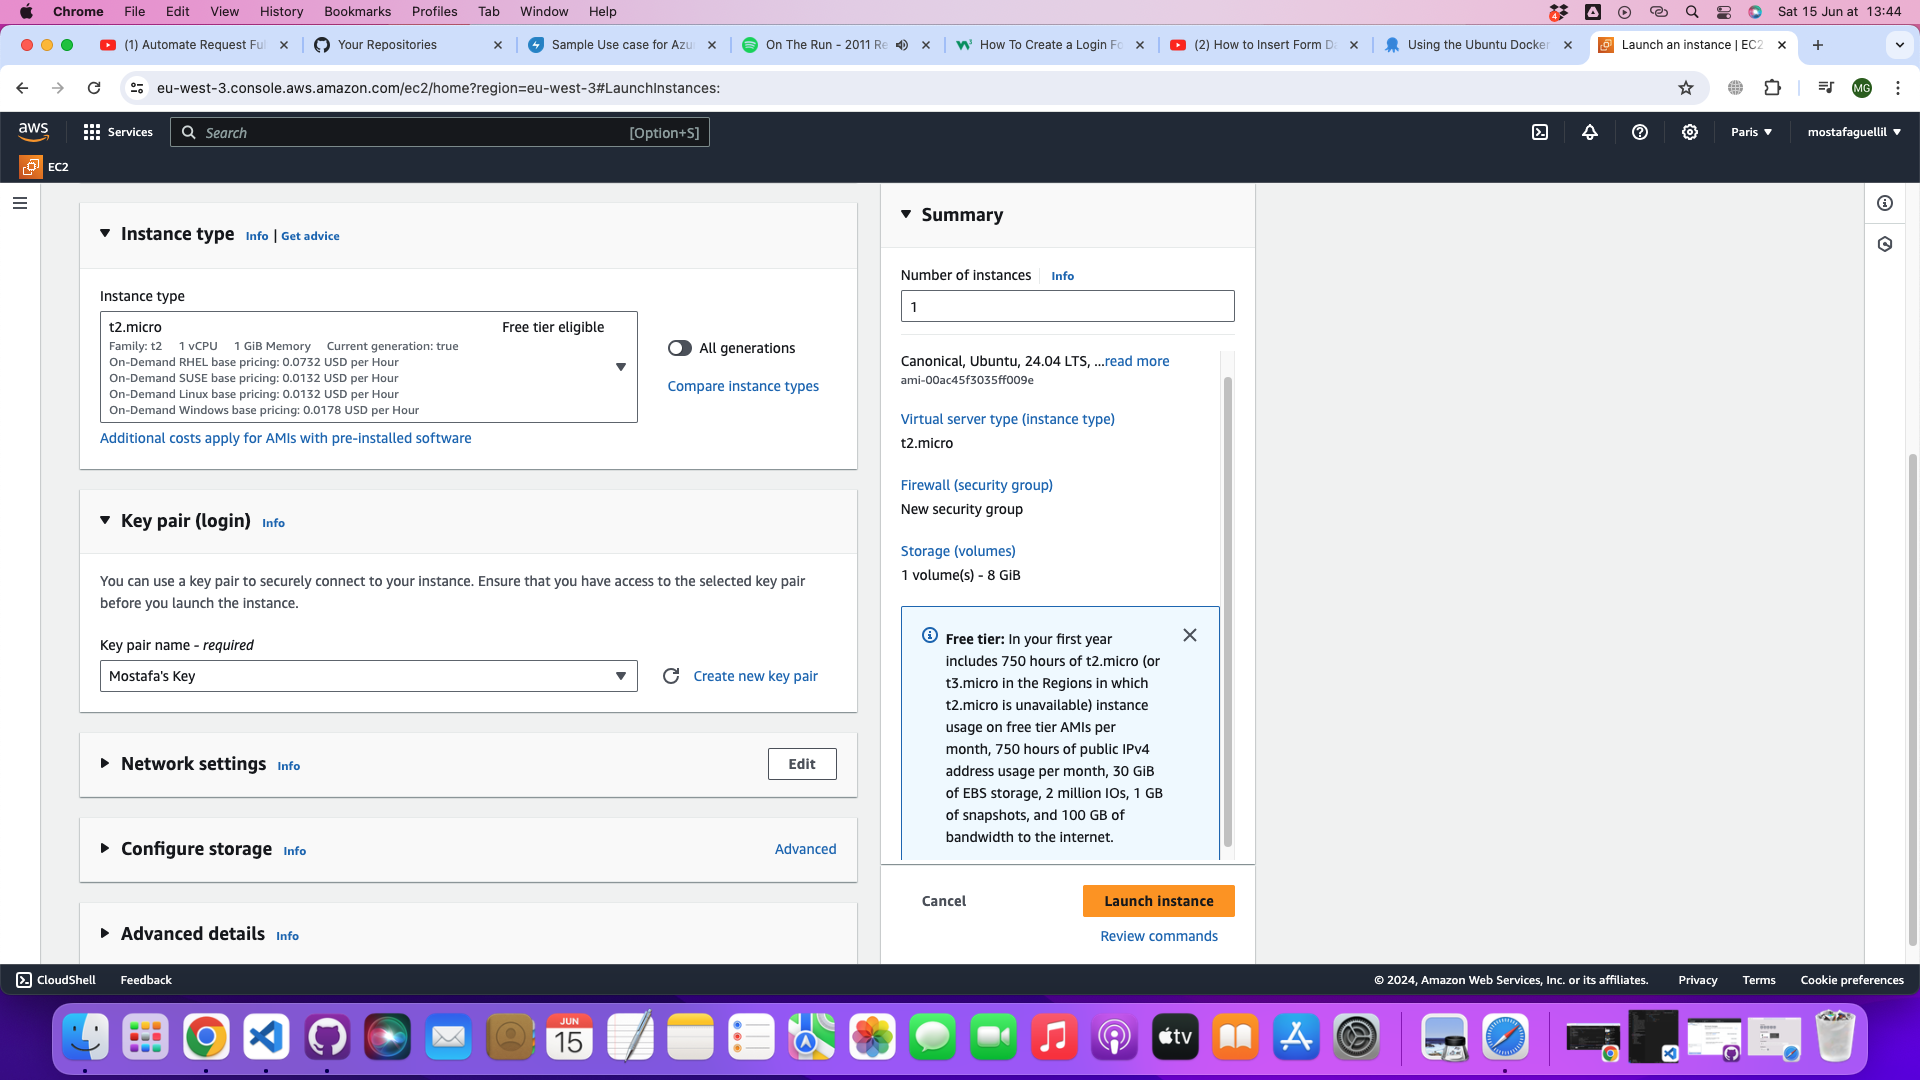 Chrome File Edit View History Bookmarks Profiles Tab Window Help Sat 15 Jun at 13:44
(1) Automate Request Ful On The Run - 2011 Re
Your Repositories
Sample Use case for Azu
How To Create a Login Fo
(2) How to Insert Form Da
Using the Ubuntu Docker
Launch an instance | EC2
eu-west-3.console.aws.amazon.com/ec2/home?region=eu-west-3#LaunchInstances:
MG
aws Services Search [Option+S] Paris mostafaguellil
EC2
Instance type Info | Get advice
Instance type
t2.micro Free tier eligible
Family: t2 1 vCPU 1 GiB Memory Current generation: true
On-Demand RHEL base pricing: 0.0732 USD per Hour
On-Demand SUSE base pricing: 0.0132 USD per Hour
On-Demand Linux base pricing: 0.0132 USD per Hour
On-Demand Windows base pricing: 0.0178 USD per Hour
All generations
Compare instance types
Additional costs apply for AMIs with pre-installed software
Key pair (login) Info
You can use a key pair to securely connect to your instance. Ensure that you have access to the selected key pair
before you launch the instance.
Key pair name - required
Mostafa's Key Create new key pair
Network settings Info Edit
Configure storage Info Advanced
Advanced details Info
Summary
Number of instances Info
1
Canonical, Ubuntu, 24.04 LTS, ...read more
ami-00ac45f3035ff009e
Virtual server type (instance type)
t2.micro
Firewall (security group)
New security group
Storage (volumes)
1 volume(s) - 8 GiB
Free tier: In your first year
includes 750 hours of t2.micro (or
t3.micro in the Regions in which
t2.micro is unavailable) instance
usage on free tier AMIs per
month, 750 hours of public IPv4
address usage per month, 30 GiB
of EBS storage, 2 million IOs, 1 GB
of snapshots, and 100 GB of
bandwidth to the internet.
Cancel Launch instance
Review commands
CloudShell Feedback © 2024, Amazon Web Services, Inc. or its affiliates. Privacy Terms Cookie preferences
JUN
15
tv